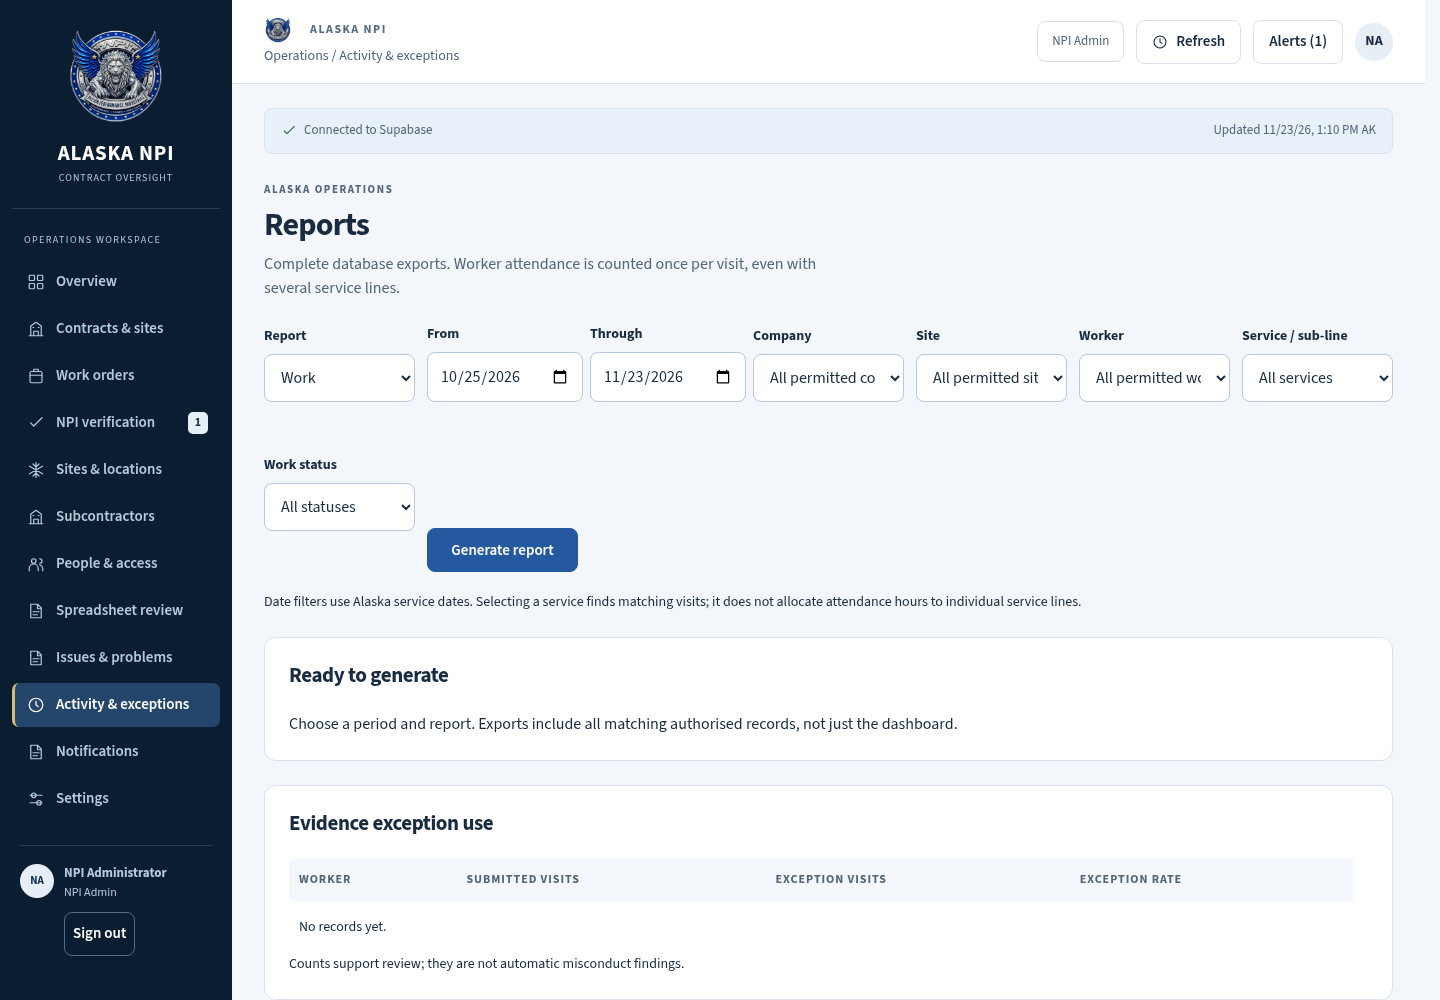 ALASKA NPI
CONTRACT OVERSIGHT
OPERATIONS WORKSPACE
Overview
Contracts & sites
Work orders
NPI verification 1
Sites & locations
Subcontractors
People & access
Spreadsheet review
Issues & problems
Activity & exceptions
Notifications
Settings
NA
NPI Administrator
NPI Admin
Sign out
ALASKA NPI
Operations / Activity & exceptions
NPI Admin
Refresh
Alerts (1)
NA
Connected to Supabase
Updated 11/23/26, 1:10 PM AK
ALASKA OPERATIONS
Reports
Complete database exports. Worker attendance is counted once per visit, even with
several service lines.
Report
From
Through
Company
Site
Worker
Service / sub-line
Work
10/25/2026
11/23/2026
All permitted co
All permitted sit
All permitted wo
All services
Work status
All statuses
Generate report
Date filters use Alaska service dates. Selecting a service finds matching visits; it does not allocate attendance hours to individual service lines.
Ready to generate
Choose a period and report. Exports include all matching authorised records, not just the dashboard.
Evidence exception use
WORKER SUBMITTED VISITS EXCEPTION VISITS EXCEPTION RATE
No records yet.
Counts support review; they are not automatic misconduct findings.